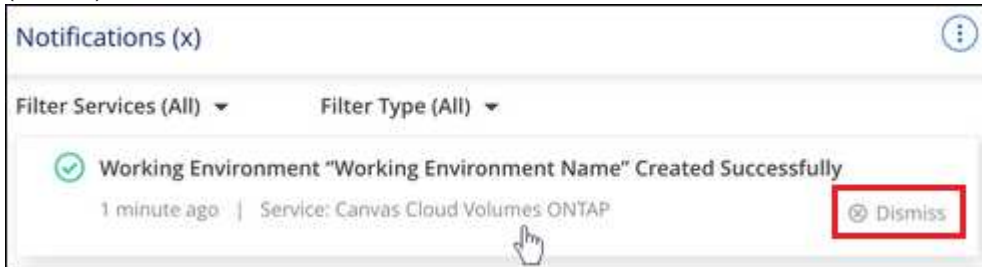 Notifications (x)
Filter Services (All) Filter Type (All)
Working Environment “Working Environment Name” Created Successfully
1 minute ago | Service: Canvas Cloud Volumes ONTAP
Dismiss